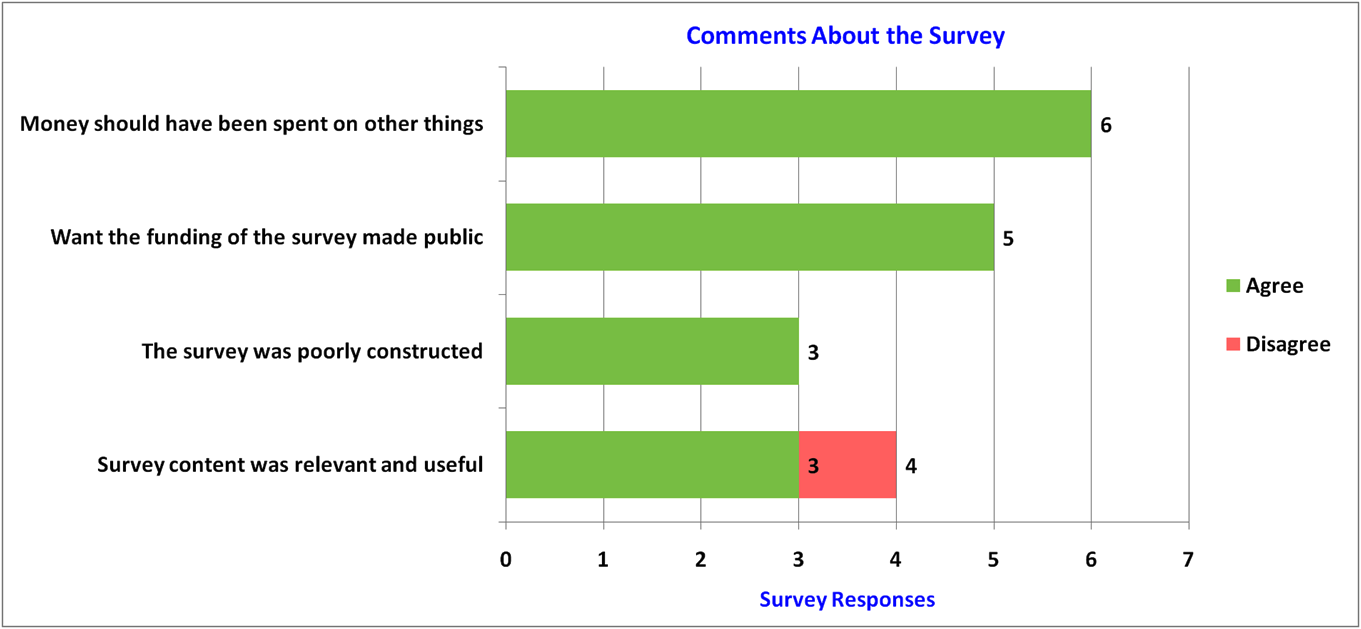 Comments About the Survey
Money should have been spent on other things
6
Want the funding of the survey made public
5
The survey was poorly constructed
3
Survey content was relevant and useful
3
4
Agree
Disagree
0 1 2 3 4 5 6 7
Survey Responses